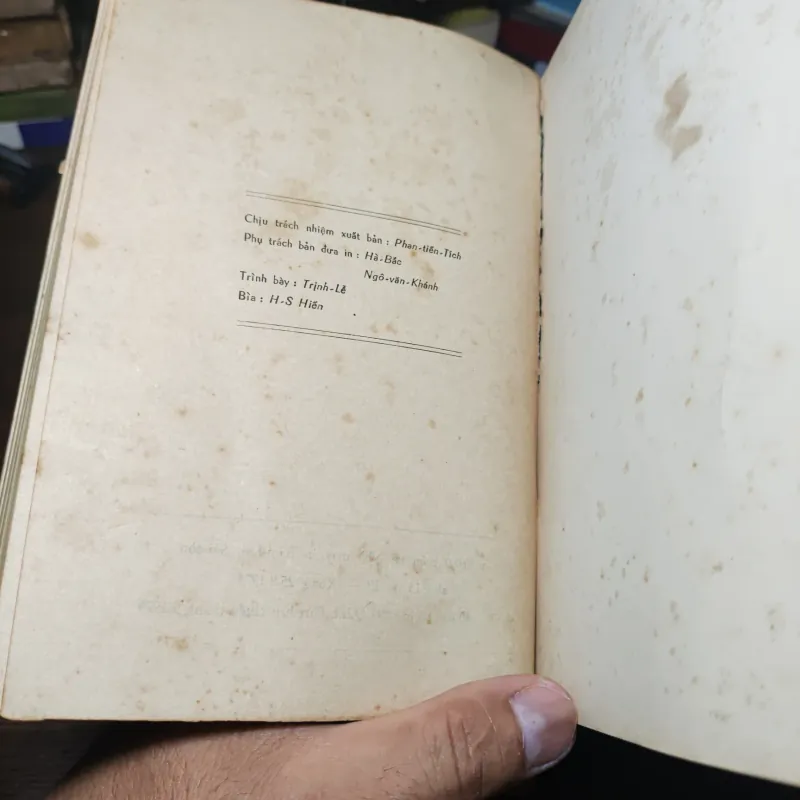 Chịu trách nhiệm xuất bản : Phan-tiến-Tích
Phụ trách bản đưa in : Hà-Bắc
Ngô-văn-Khánh
Trình bày : Trịnh-Lê
Bìa : H-S Hiền